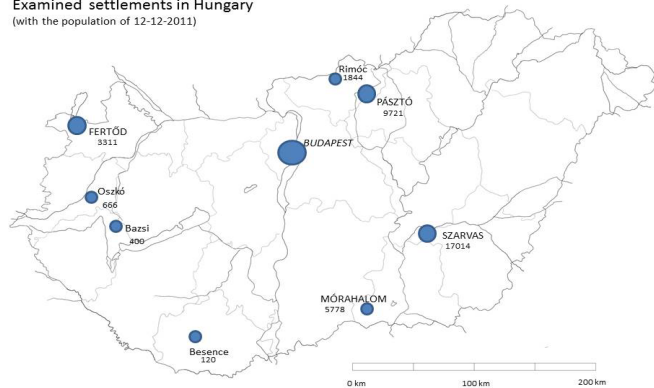 Examined settlements in Hungary
(with the population of 12-12-2011)
Rimóc
1844
PÁSZTÓ
9721
FERTŐD
3311
BUDAPEST
Oszkó
666
Bazsi
400
SZARVAS
17014
MÓRAHALOM
5778
Besence
120
0 km 100 km 200 km